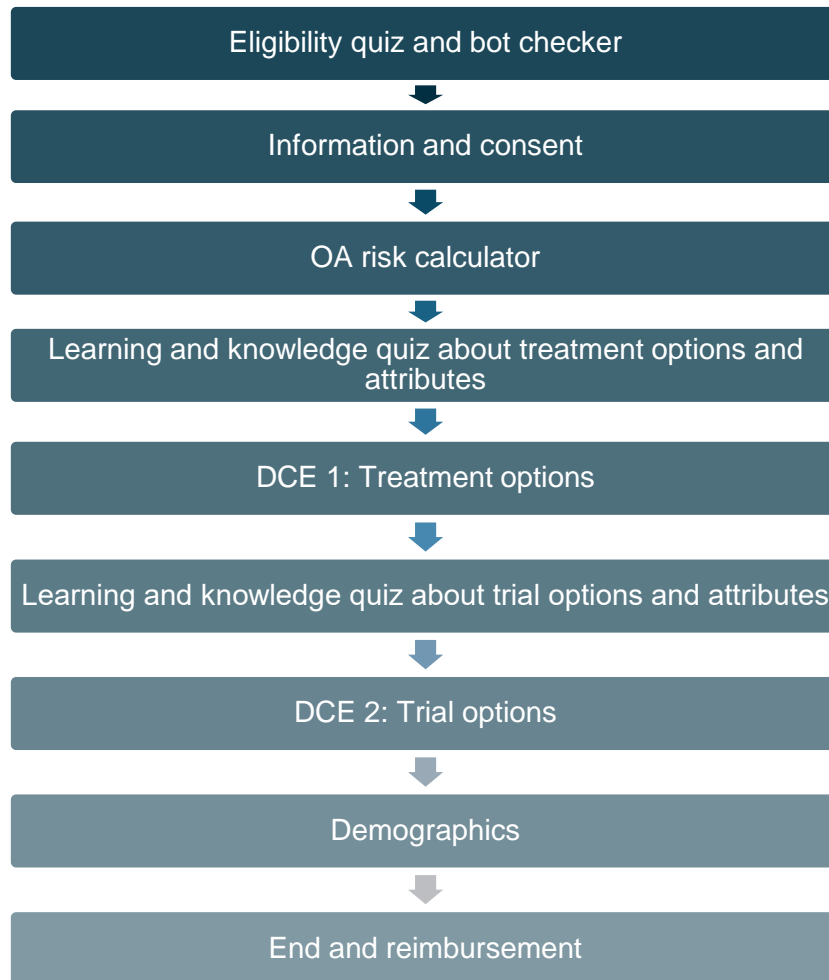 Eligibility quiz and bot checker
Information and consent
OA risk calculator
Learning and knowledge quiz about treatment options and
attributes
DCE 1: Treatment options
Learning and knowledge quiz about trial options and attributes
DCE 2: Trial options
Demographics
End and reimbursement